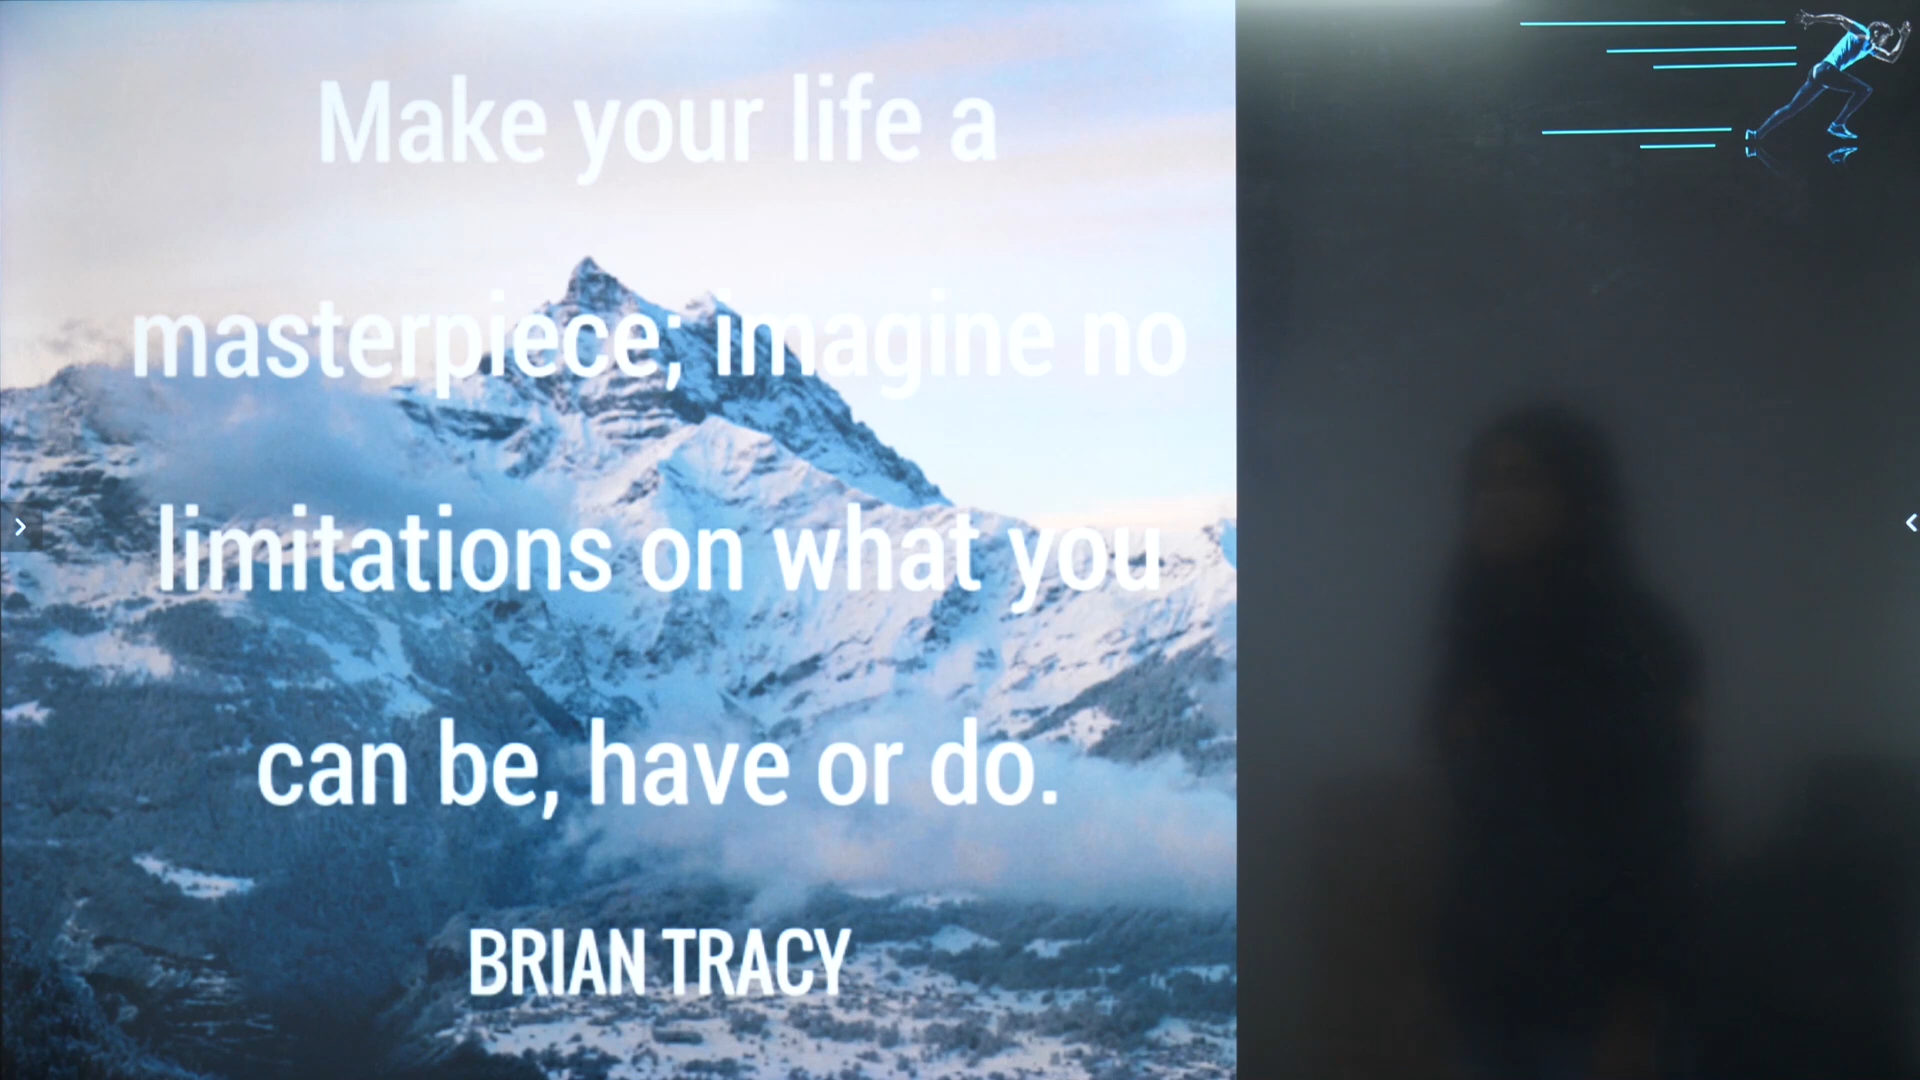 Make your life a
masterpiece; imagine no
limitations on what you
can be, have or do.
BRIAN TRACY